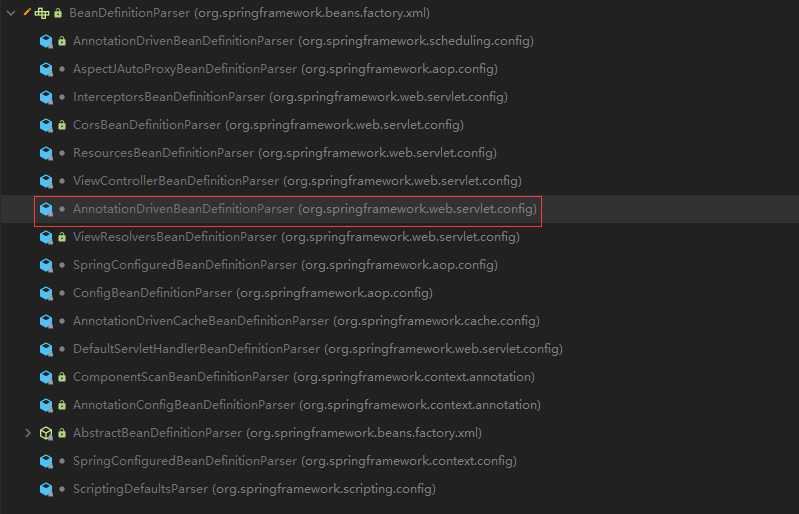 BeanDefinitionParser (org.springframework.beans.factory.xml)
AnnotationDrivenBeanDefinitionParser (org.springframework.scheduling.config)
AspectJAutoProxyBeanDefinitionParser (org.springframework.aop.config)
InterceptorsBeanDefinitionParser (org.springframework.web.servlet.config)
CorsBeanDefinitionParser (org.springframework.web.servlet.config)
ResourcesBeanDefinitionParser (org.springframework.web.servlet.config)
ViewControllerBeanDefinitionParser (org.springframework.web.servlet.config)
AnnotationDrivenBeanDefinitionParser (org.springframework.web.servlet.config)
ViewResolversBeanDefinitionParser (org.springframework.web.servlet.config)
SpringConfiguredBeanDefinitionParser (org.springframework.aop.config)
ConfigBeanDefinitionParser (org.springframework.aop.config)
AnnotationDrivenCacheBeanDefinitionParser (org.springframework.cache.config)
DefaultServletHandlerBeanDefinitionParser (org.springframework.web.servlet.config)
ComponentScanBeanDefinitionParser (org.springframework.context.annotation)
AnnotationConfigBeanDefinitionParser (org.springframework.context.annotation)
AbstractBeanDefinitionParser (org.springframework.beans.factory.xml)
SpringConfiguredBeanDefinitionParser (org.springframework.context.config)
ScriptingDefaultsParser (org.springframework.scripting.config)